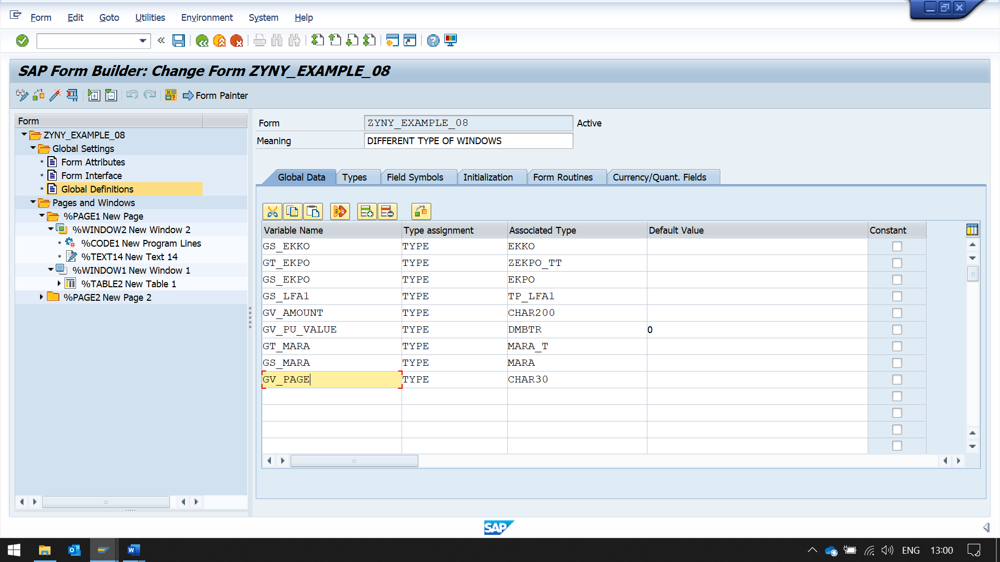 Form Edit Goto Utilities Environment System Help
SAP Form Builder: Change Form ZYNY_EXAMPLE_08
Form Painter
Form
ZYNY_EXAMPLE_08
Global Settings
Form Attributes
Form Interface
Global Definitions
Pages and Windows
%PAGE1 New Page
%WINDOW2 New Window 2
%CODE1 New Program Lines
%TEXT14 New Text 14
%WINDOW1 New Window 1
%TABLE2 New Table 1
%PAGE2 New Page 2
Form ZYNY_EXAMPLE_08 Active
Meaning DIFFERENT TYPE OF WINDOWS
Global Data Types Field Symbols Initialization Form Routines Currency/Quant. Fields
Variable Name Type assignment Associated Type Default Value Constant
GS_EKKO TYPE EKKO
GT_EKPO TYPE ZEKPO_TT
GS_EKPO TYPE EKPO
GS_LFA1 TYPE TP_LFA1
GV_AMOUNT TYPE CHAR200
GV_PU_VALUE TYPE DMBTR 0
GT_MARA TYPE MARA_T
GS_MARA TYPE MARA
GV_PAGE TYPE CHAR30
SAP
ENG 13:00